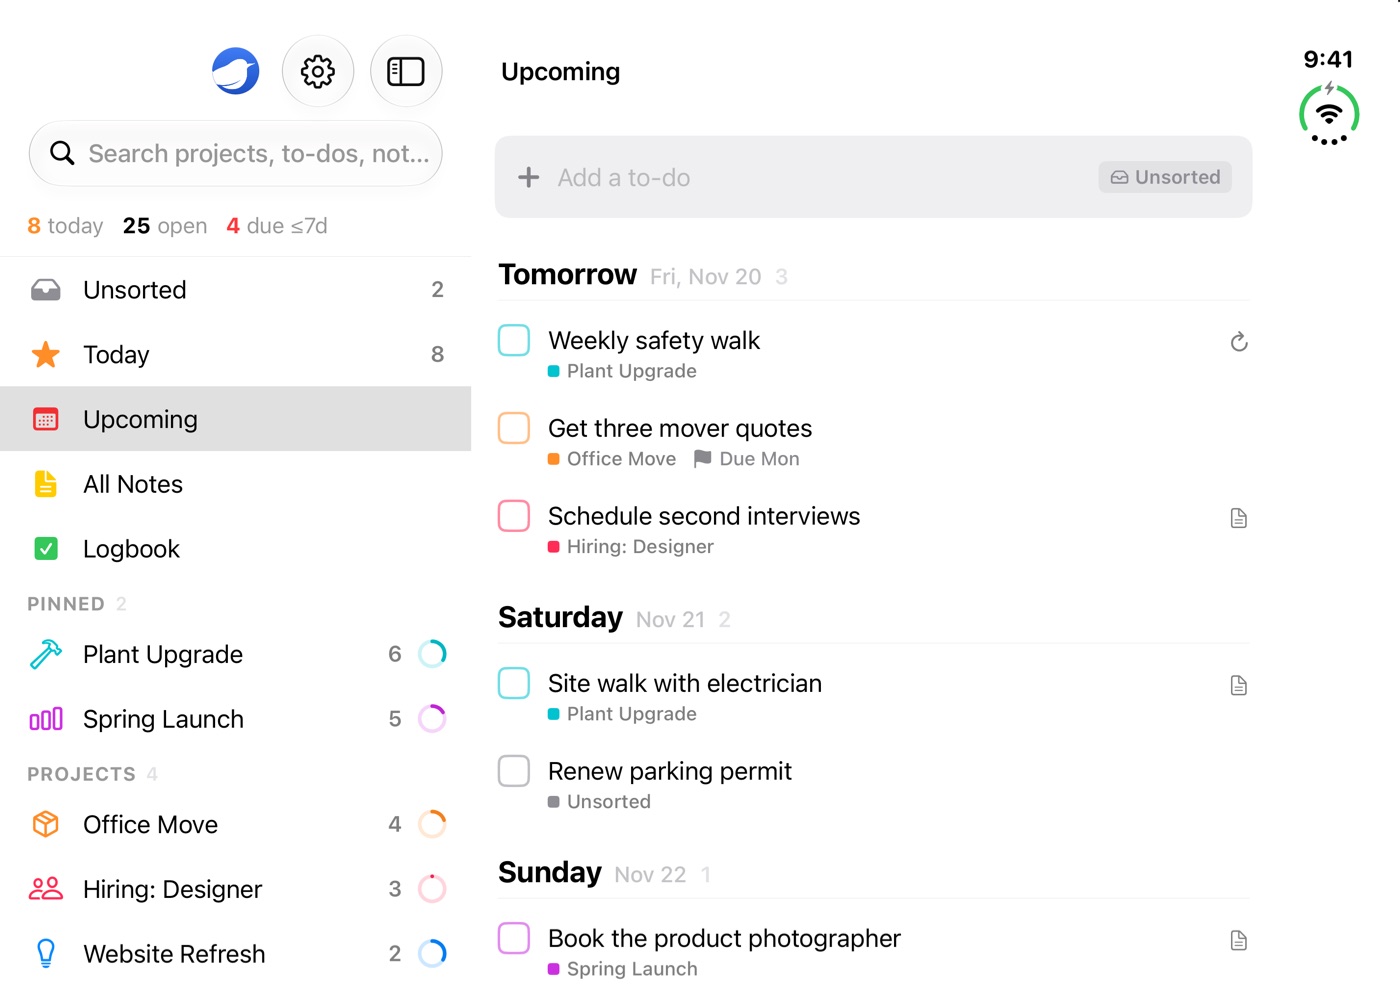 Search projects, to-dos, not...
8 today 25 open 4 due ≤7d
Unsorted 2
Today 8
Upcoming
All Notes
Logbook
PINNED 2
Plant Upgrade 6
Spring Launch 5
PROJECTS 4
Office Move 4
Hiring: Designer 3
Website Refresh 2
Upcoming
9:41
Add a to-do Unsorted
Tomorrow Fri, Nov 20 3
Weekly safety walk
Plant Upgrade
Get three mover quotes
Office Move Due Mon
Schedule second interviews
Hiring: Designer
Saturday Nov 21 2
Site walk with electrician
Plant Upgrade
Renew parking permit
Unsorted
Sunday Nov 22 1
Book the product photographer
Spring Launch